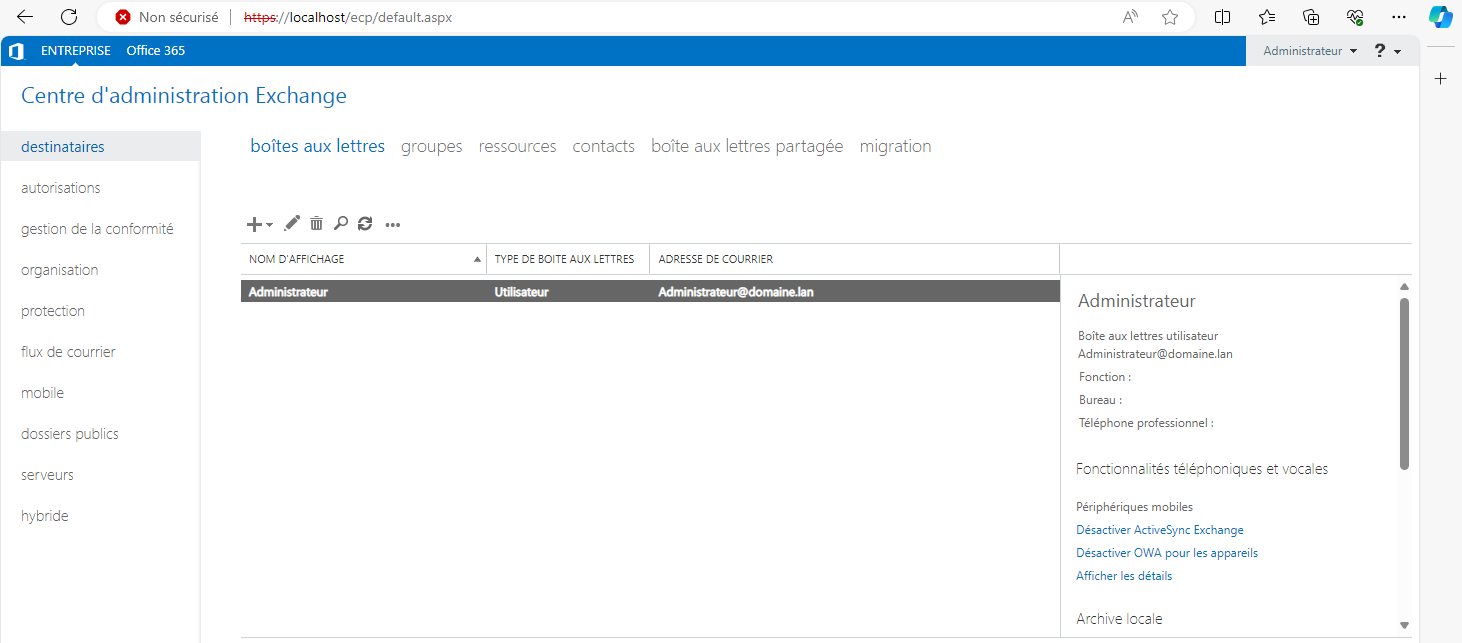 Non sécurisé https://localhost/ecp/default.aspx
ENTREPRISE Office 365 Administrateur ?
Centre d'administration Exchange
destinataires
autorisations
gestion de la conformité
organisation
protection
flux de courrier
mobile
dossiers publics
serveurs
hybride
boîtes aux lettres groupes ressources contacts boîte aux lettres partagée migration
NOM D'AFFICHAGE TYPE DE BOITE AUX LETTRES ADRESSE DE COURRIER
Administrateur Utilisateur Administrateur@domaine.lan
Administrateur
Boîte aux lettres utilisateur
Administrateur@domaine.lan
Fonction :
Bureau :
Téléphone professionnel :
Fonctionnalités téléphoniques et vocales
Périphériques mobiles
Désactiver ActiveSync Exchange
Désactiver OWA pour les appareils
Afficher les détails
Archive locale